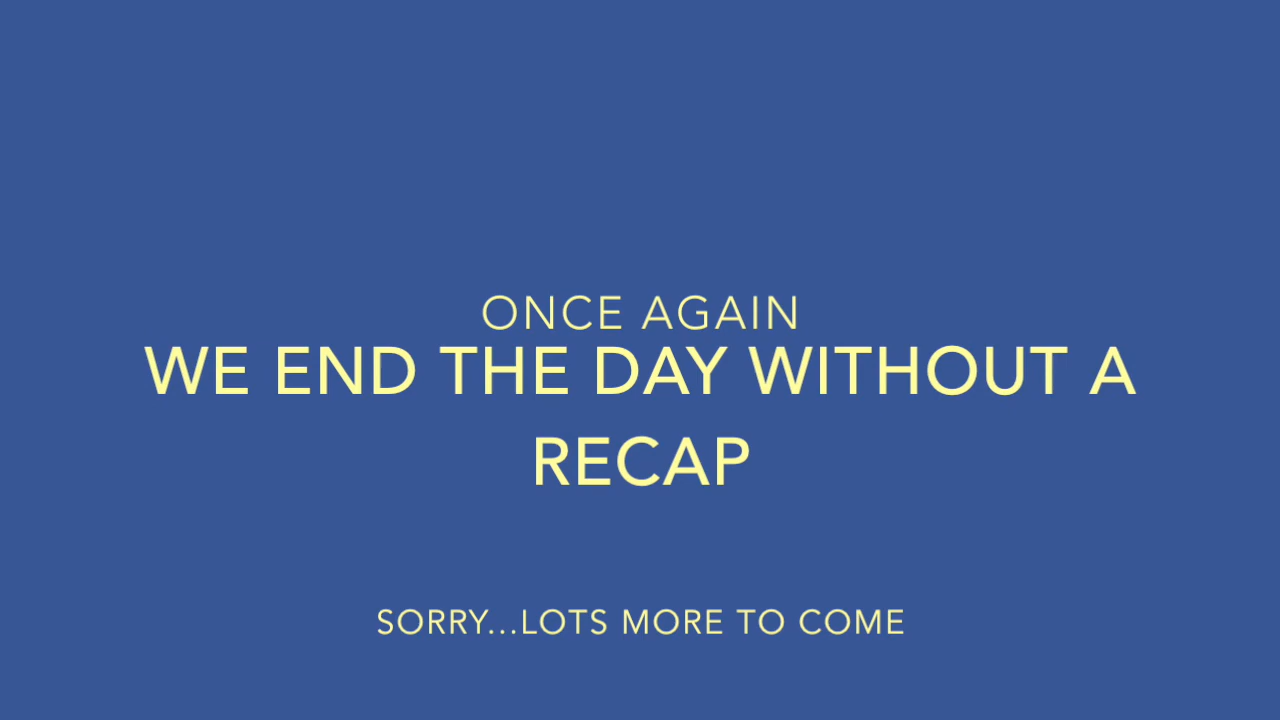 ONCE AGAIN
WE END THE DAY WITHOUT A
RECAP
SORRY...LOTS MORE TO COME